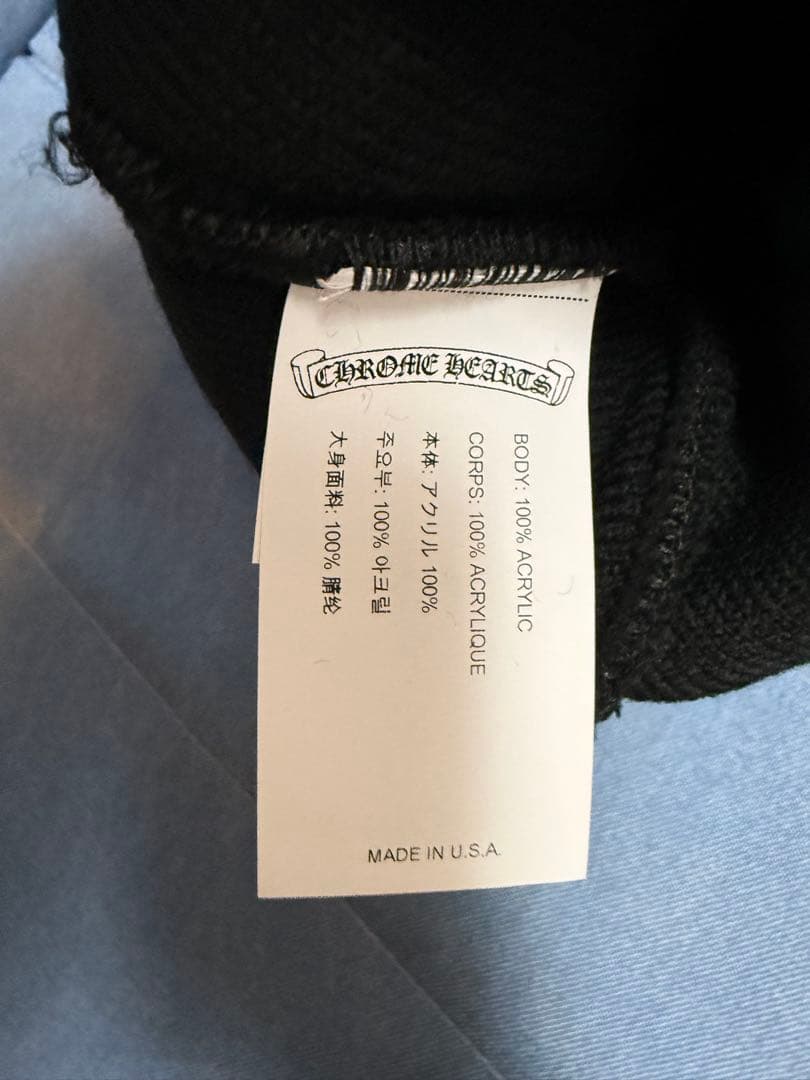 CHROME HEARTS
BODY: 100% ACRYLIC
CORPS: 100% ACRYLIQUE
本体: アクリル 100%
주요부: 100% 아크릴
大身面料: 100% 腈纶
MADE IN U.S.A.